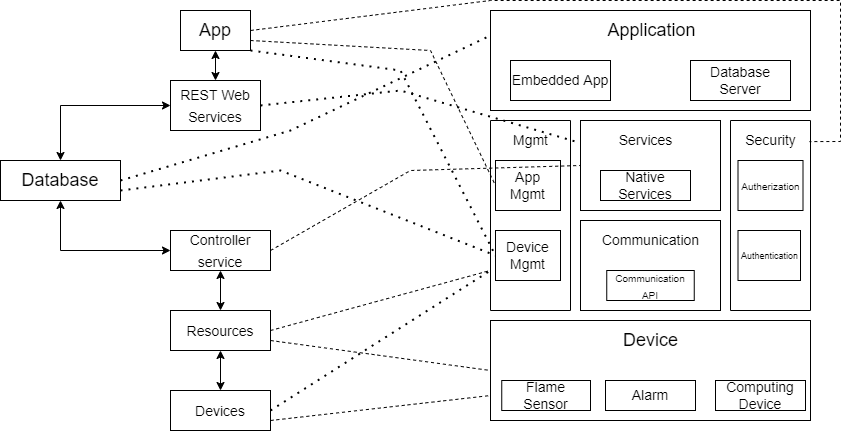 App
REST Web
Services
Database
Controller
service
Resources
Devices
Application
Embedded App
Database
Server
Mgmt
App
Mgmt
Device
Mgmt
Services
Native
Services
Communication
Communication
API
Security
Autherization
Authentication
Device
Flame
Sensor
Alarm
Computing
Device